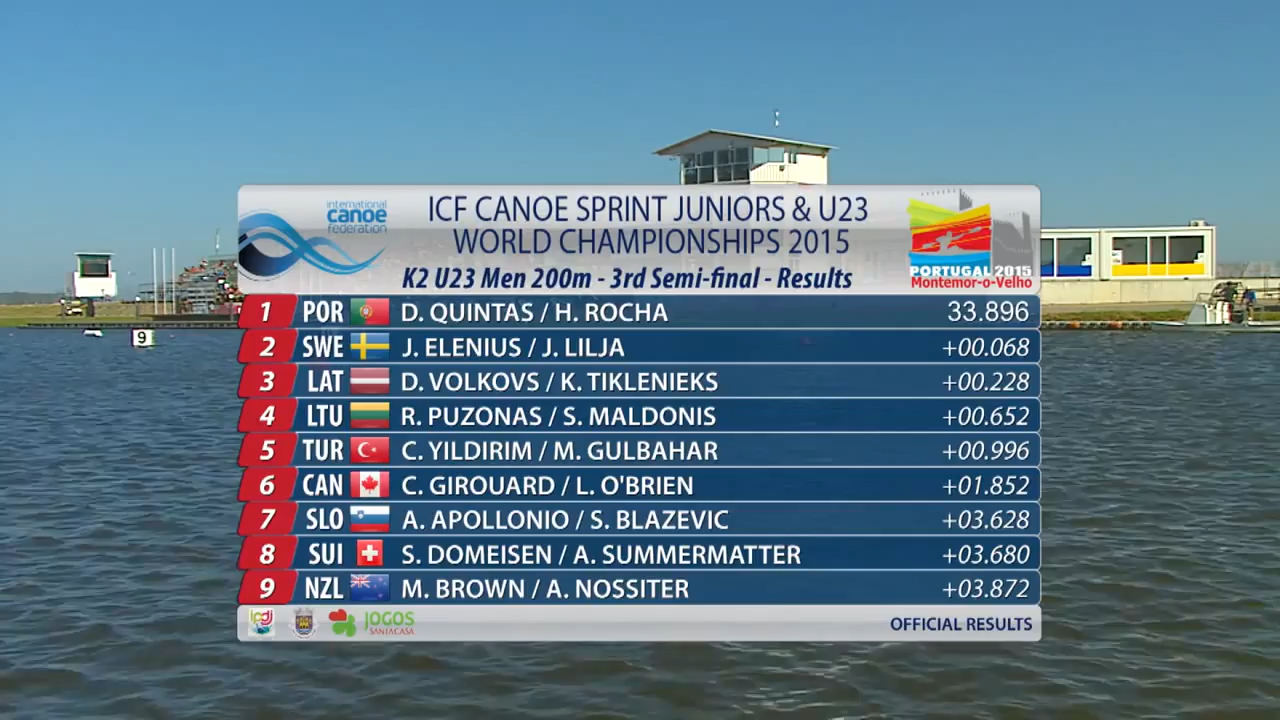 international
canoe
federation
ICF CANOE SPRINT JUNIORS & U23
WORLD CHAMPIONSHIPS 2015
K2 U23 Men 200m - 3rd Semi-final - Results
PORTUGAL 2015
Montemor-o-Velho
1 POR D. QUINTAS / H. ROCHA 33.896
2 SWE J. ELENIUS / J. LILJA +00.068
3 LAT D. VOLKOVS / K. TIKLENIEKS +00.228
4 LTU R. PUZONAS / S. MALDONIS +00.652
5 TUR C. YILDIRIM / M. GULBAHAR +00.996
6 CAN C. GIROUARD / L. O'BRIEN +01.852
7 SLO A. APOLLONIO / S. BLAZEVIC +03.628
8 SUI S. DOMEISEN / A. SUMMERMATTER +03.680
9 NZL M. BROWN / A. NOSSITER +03.872
ipdj
JOGOS
SANTACASA
OFFICIAL RESULTS
9